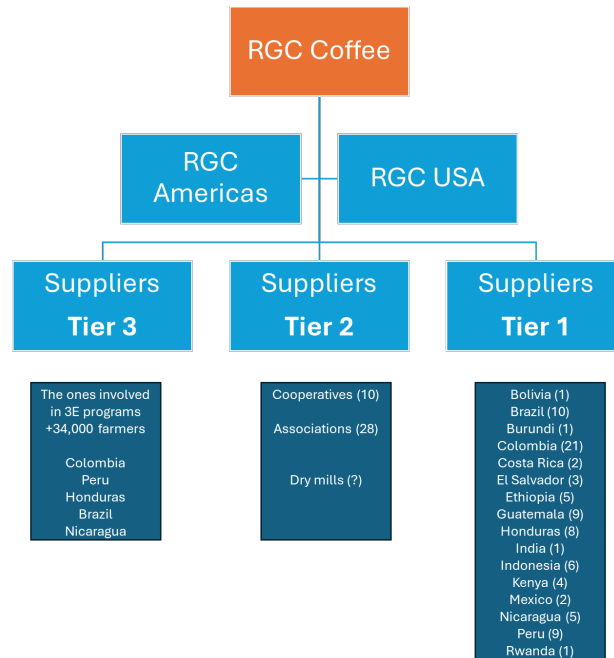 RGC Coffee
RGC
Americas
RGC USA
Suppliers
Tier 3
Suppliers
Tier 2
Suppliers
Tier 1
The ones involved
in 3E programs
+34,000 farmers
Colombia
Peru
Honduras
Brazil
Nicaragua
Cooperatives (10)
Associations (28)
Dry mills (?)
Bolivia (1)
Brazil (10)
Burundi (1)
Colombia (21)
Costa Rica (2)
El Salvador (3)
Ethiopia (5)
Guatemala (9)
Honduras (8)
India (1)
Indonesia (6)
Kenya (4)
Mexico (2)
Nicaragua (5)
Peru (9)
Rwanda (1)